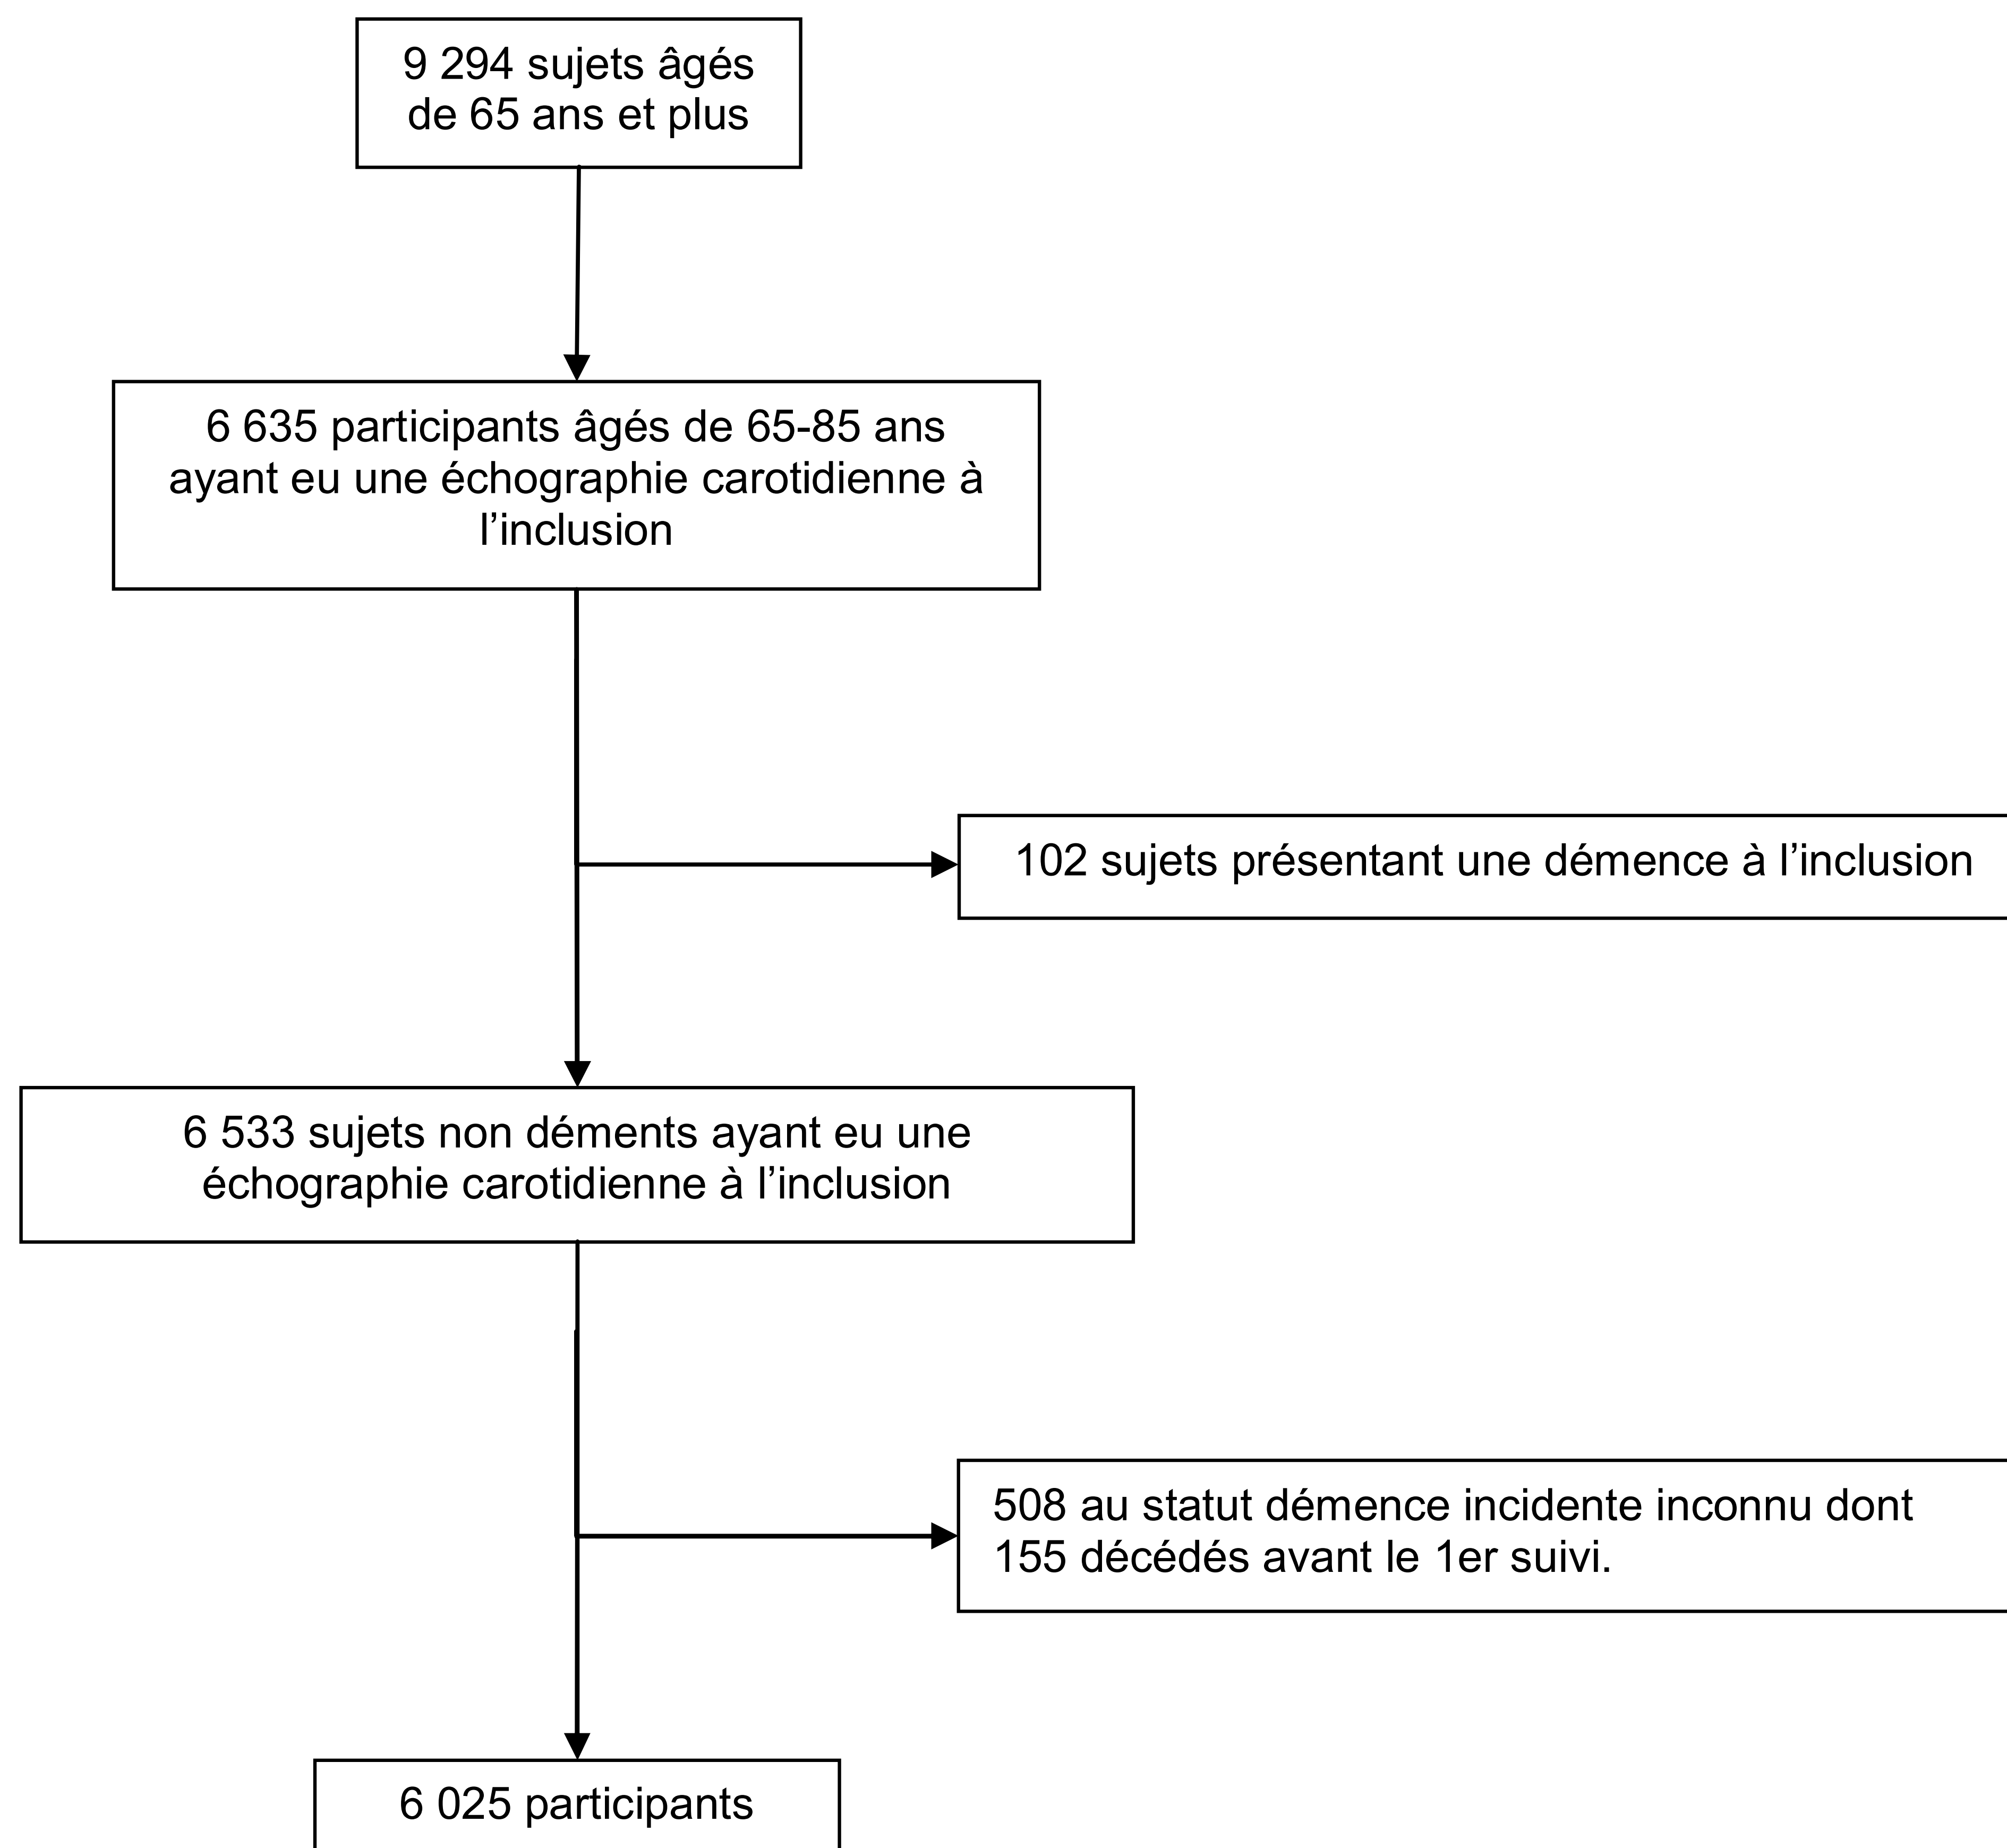 9 294 sujets âgés
de 65 ans et plus
6 635 participants âgés de 65-85 ans
ayant eu une échographie carotidienne à
l’inclusion
102 sujets présentant une démence à l’inclusion
6 533 sujets non déments ayant eu une
échographie carotidienne à l’inclusion
508 au statut démence incidente inconnu dont
155 décédés avant le 1er suivi.
6 025 participants